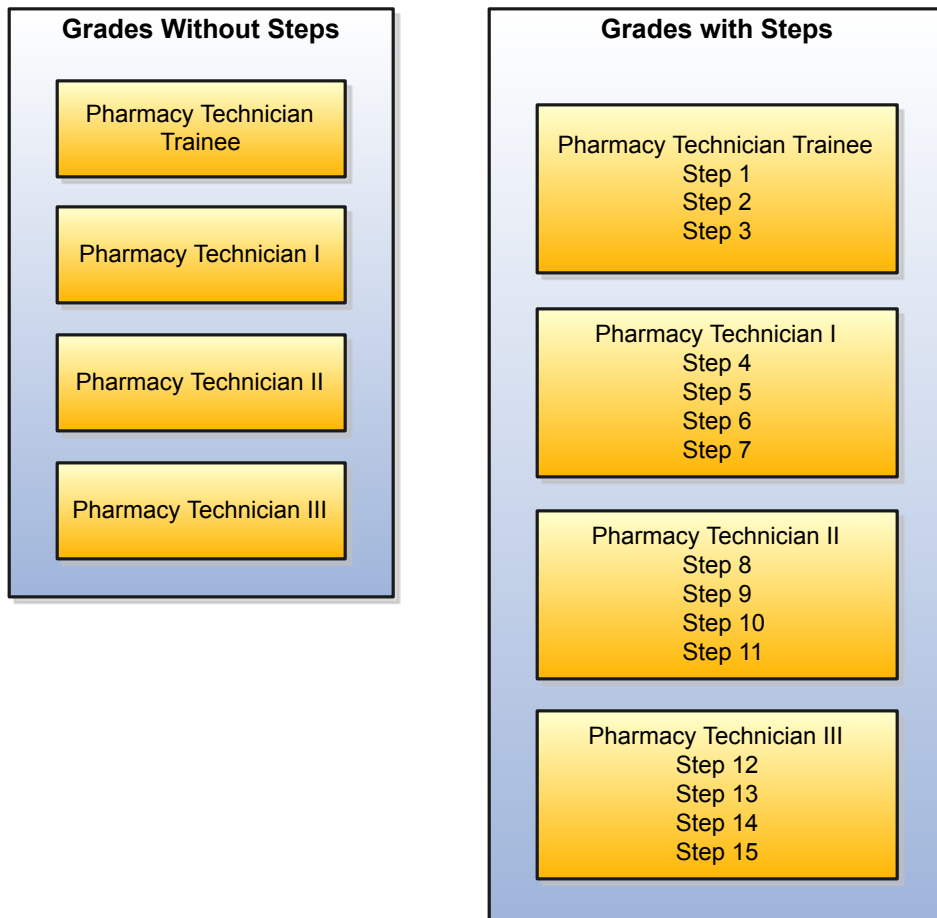 Grades Without Steps
Pharmacy Technician
Trainee
Pharmacy Technician I
Pharmacy Technician II
Pharmacy Technician III
Grades with Steps
Pharmacy Technician Trainee
Step 1
Step 2
Step 3
Pharmacy Technician I
Step 4
Step 5
Step 6
Step 7
Pharmacy Technician II
Step 8
Step 9
Step 10
Step 11
Pharmacy Technician III
Step 12
Step 13
Step 14
Step 15